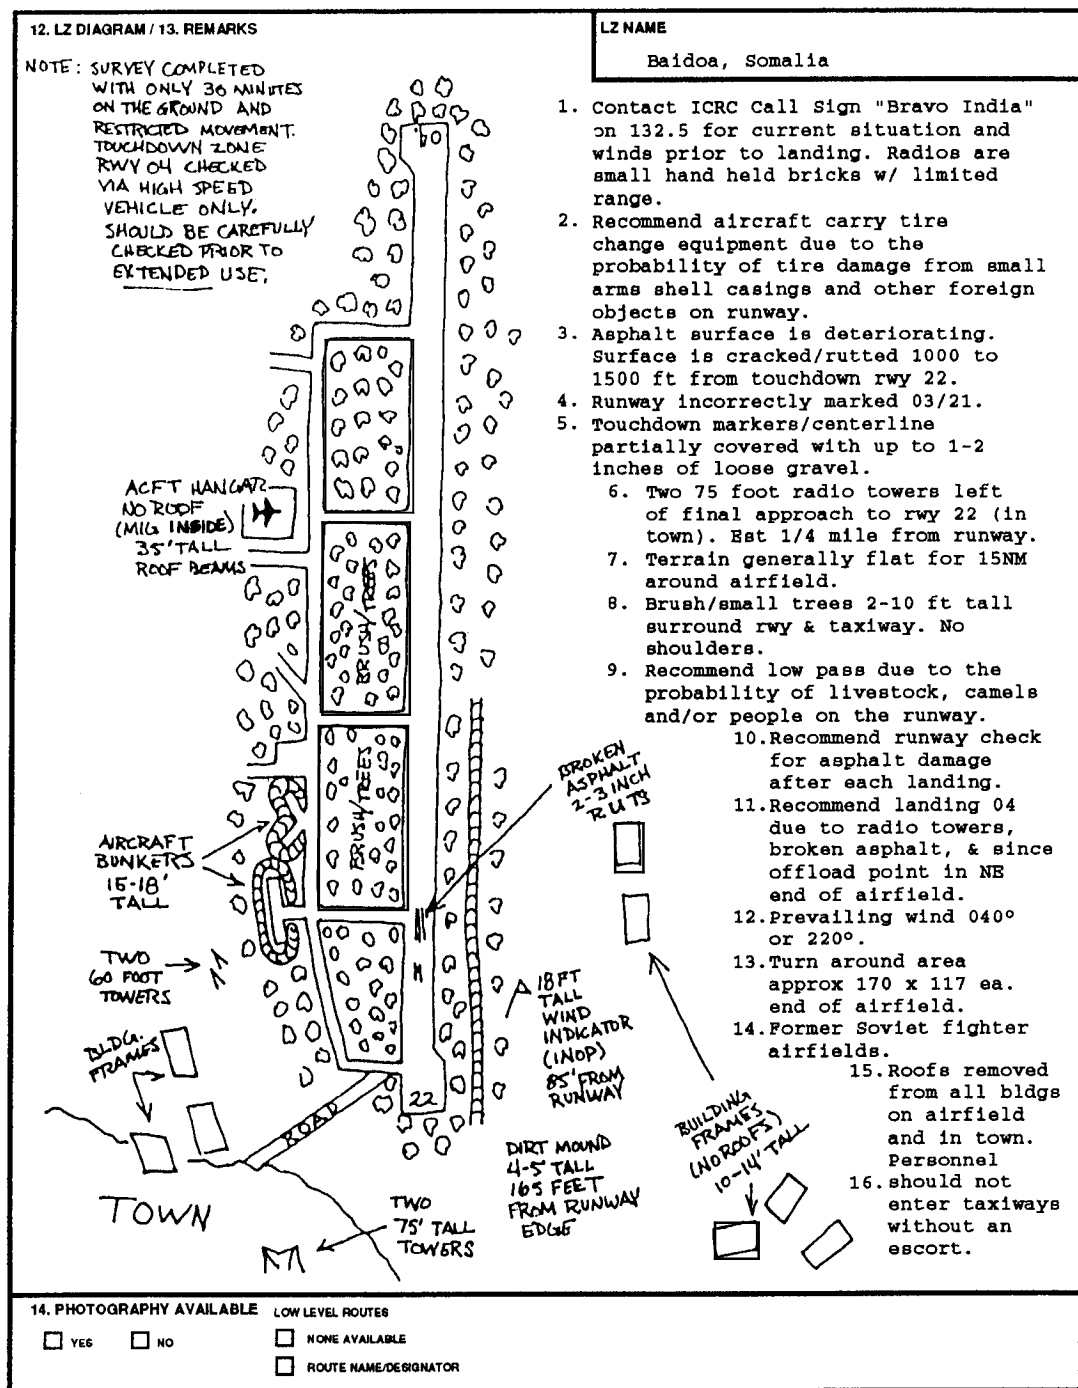 12. LZ DIAGRAM / 13. REMARKS
LZ NAME
Baidoa, Somalia
NOTE: SURVEY COMPLETED
WITH ONLY 30 MINUTES
ON THE GROUND AND
RESTRICTED MOVEMENT.
TOUCHDOWN ZONE
RWY 04 CHECKED
VIA HIGH SPEED
VEHICLE ONLY.
SHOULD BE CAREFULLY
CHECKED PRIOR TO
EXTENDED USE.
1. Contact ICRC Call Sign "Bravo India"
on 132.5 for current situation and
winds prior to landing. Radios are
small hand held bricks w/ limited
range.
2. Recommend aircraft carry tire
change equipment due to the
probability of tire damage from small
arms shell casings and other foreign
objects on runway.
3. Asphalt surface is deteriorating.
Surface is cracked/rutted 1000 to
1500 ft from touchdown rwy 22.
4. Runway incorrectly marked 03/21.
5. Touchdown markers/centerline
partially covered with up to 1-2
inches of loose gravel.
6. Two 75 foot radio towers left
of final approach to rwy 22 (in
town). Est 1/4 mile from runway.
7. Terrain generally flat for 15NM
around airfield.
8. Brush/small trees 2-10 ft tall
surround rwy & taxiway. No
shoulders.
9. Recommend low pass due to the
probability of livestock, camels
and/or people on the runway.
10.Recommend runway check
for asphalt damage
after each landing.
11.Recommend landing 04
due to radio towers,
broken asphalt, & since
offload point in NE
end of airfield.
12.Prevailing wind 040º
or 220º.
13.Turn around area
approx 170 x 117 ea.
end of airfield.
14.Former Soviet fighter
airfields.
15.Roofs removed
from all bldgs
on airfield
and in town.
Personnel
16.should not
enter taxiways
without an
escort.
ACFT HANGAR
NO ROOF
(MIG INSIDE)
35' TALL
ROOF BEAMS
BRUSH/TREES
BRUSH/TREES
BROKEN
ASPHALT
2-3 INCH
RUTS
AIRCRAFT
BUNKERS
15-18'
TALL
TWO
60 FOOT
TOWERS
BLDG.
FRAMES
18FT
TALL
WIND
INDICATOR
(INOP)
85' FROM
RUNWAY
22
ROAD
BUILDING
FRAMES
(NO ROOFS)
10-14' TALL
DIRT MOUND
4-5' TALL
165 FEET
FROM RUNWAY
EDGE
TOWN
TWO
75' TALL
TOWERS
14. PHOTOGRAPHY AVAILABLE
YES
NO
LOW LEVEL ROUTES
NONE AVAILABLE
ROUTE NAME/DESIGNATOR